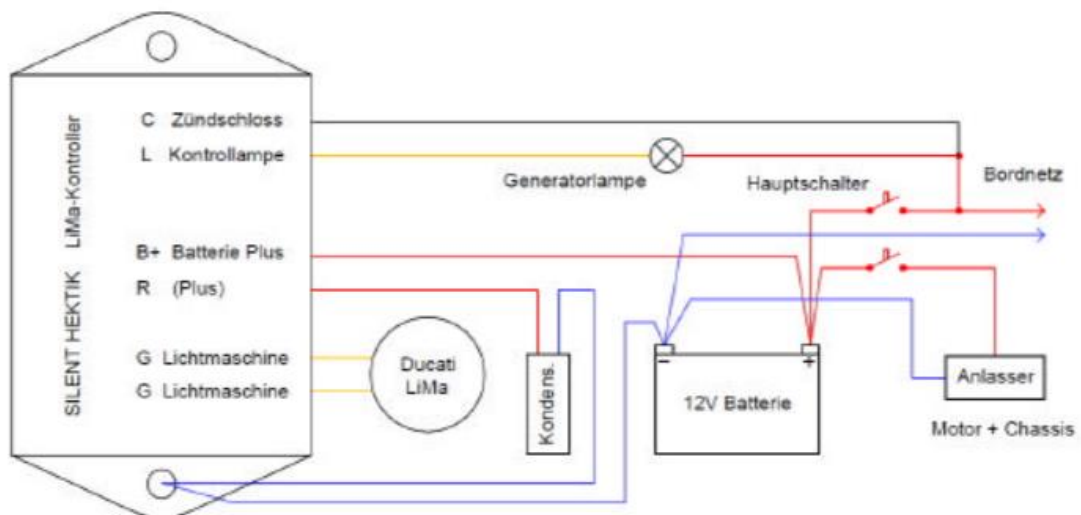 SILENT HEKTIK LiMa-Kontroller
C Zündschloss
L Kontrollampe
B+ Batterie Plus
R (Plus)
G Lichtmaschine
G Lichtmaschine
Generatorlampe
Hauptschalter
Bordnetz
Ducati
LiMa
Kondens.
− +
12V Batterie
Anlasser
Motor + Chassis